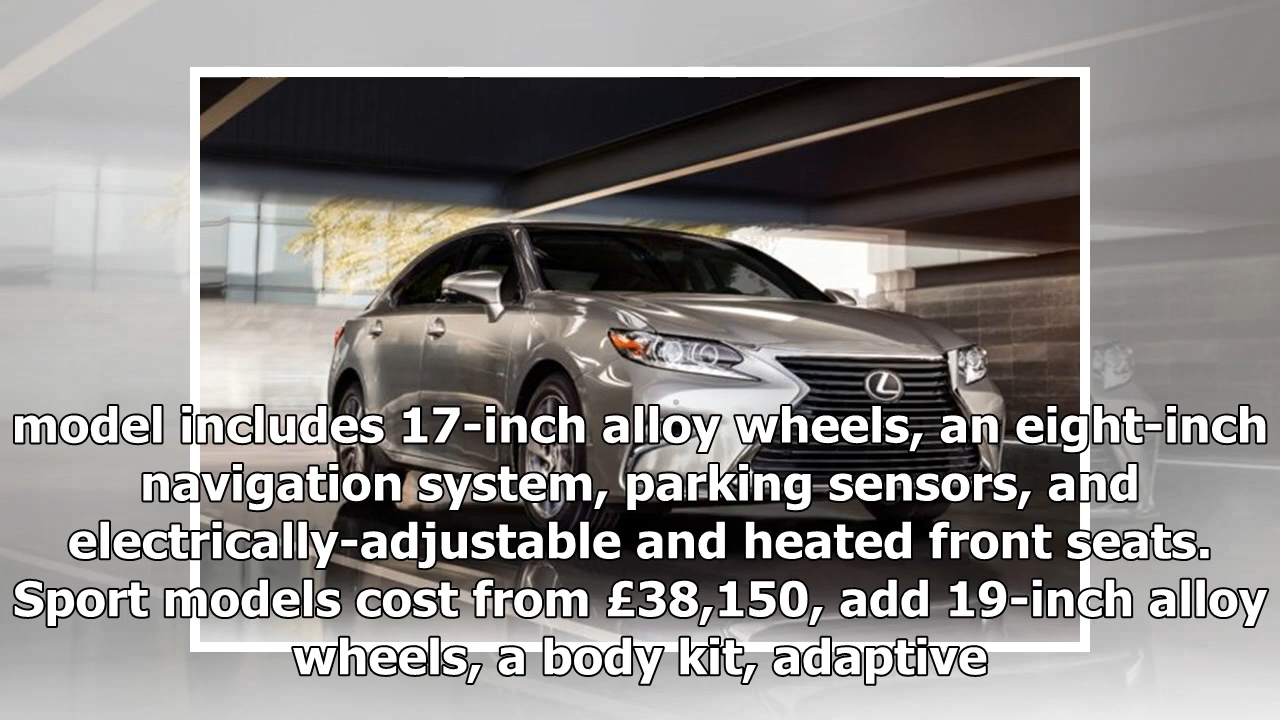 model includes 17-inch alloy wheels, an eight-inch
navigation system, parking sensors, and
electrically-adjustable and heated front seats.
Sport models cost from £38,150, add 19-inch alloy
wheels, a body kit, adaptive